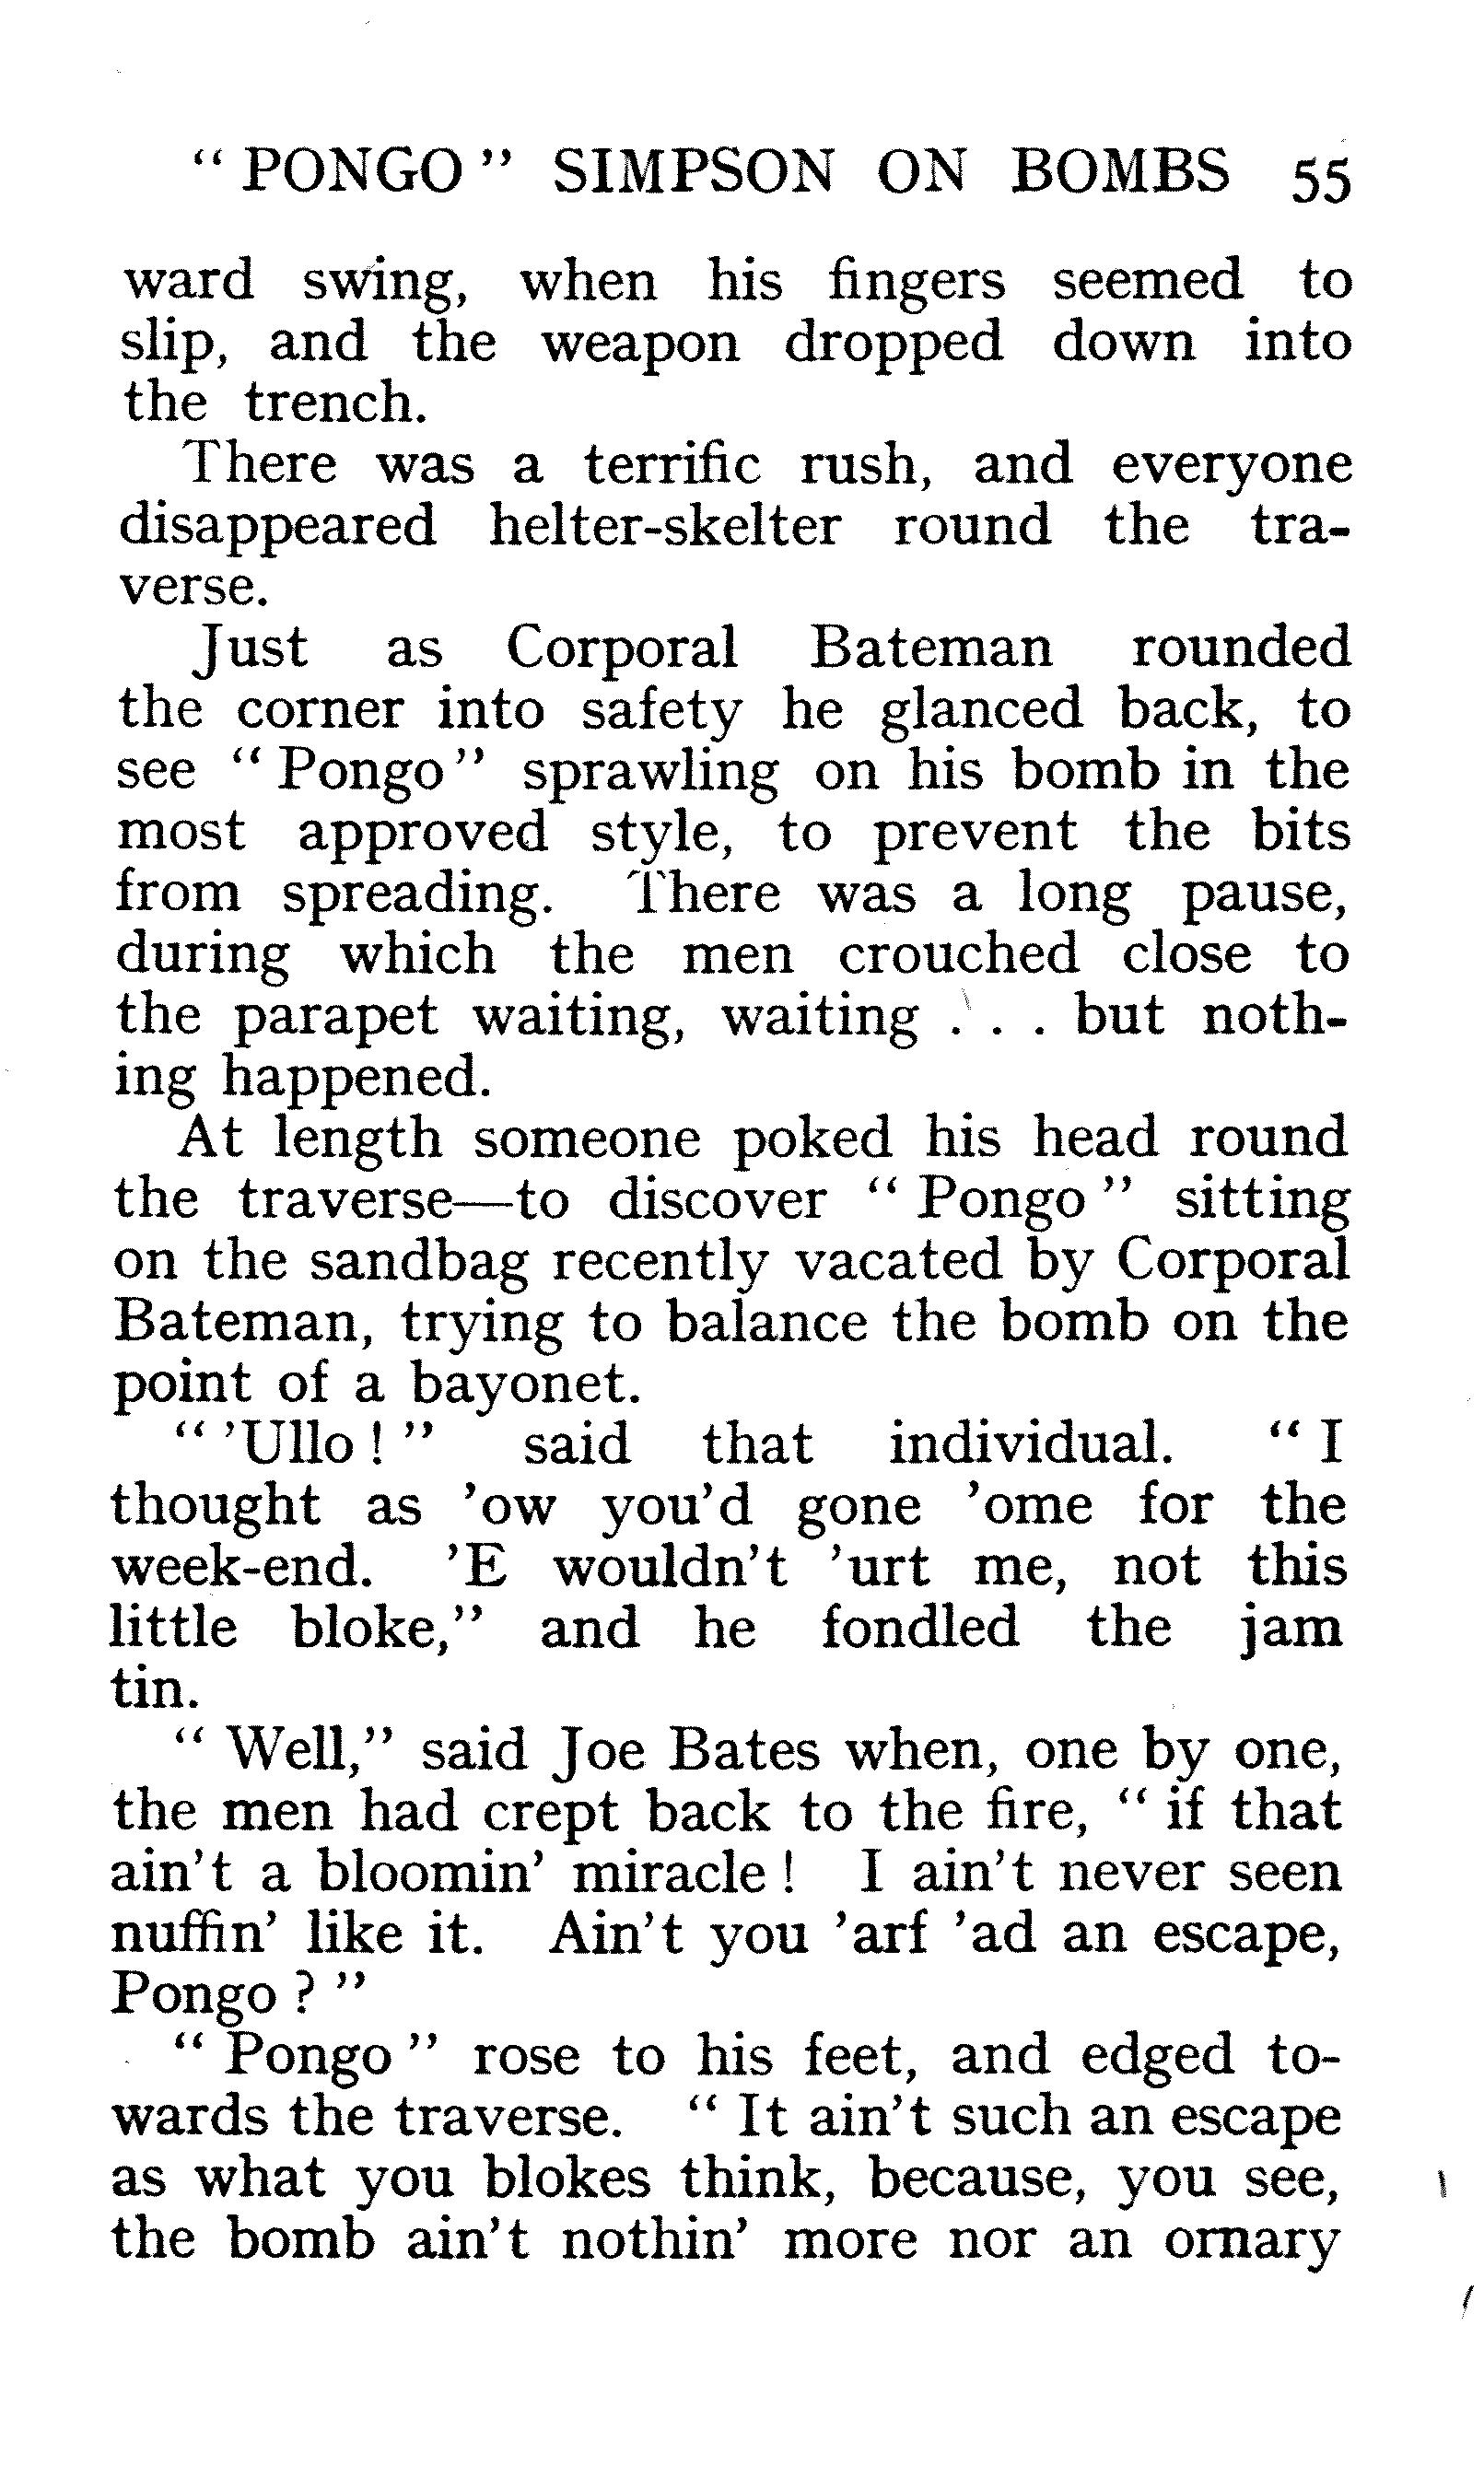 “ PONGO ” SIMPSON ON BOMBS 55
ward swing, when his fingers seemed to
slip, and the weapon dropped down into
the trench.
There was a terrific rush, and everyone
disappeared helter-skelter round the tra-
verse.
Just as Corporal Bateman rounded
the corner into safety he glanced back, to
see “ Pongo ” sprawling on his bomb in the
most approved style, to prevent the bits
from spreading. There was a long pause,
during which the men crouched close to
the parapet waiting, waiting . . . but noth-
ing happened.
At length someone poked his head round
the traverse—to discover “ Pongo ” sitting
on the sandbag recently vacated by Corporal
Bateman, trying to balance the bomb on the
point of a bayonet.
“ ’Ullo ! ” said that individual. “ I
thought as ’ow you’d gone ’ome for the
week-end. ’E wouldn’t ’urt me, not this
little bloke,” and he fondled the jam
tin.
“ Well,” said Joe Bates when, one by one,
the men had crept back to the fire, “ if that
ain’t a bloomin’ miracle ! I ain’t never seen
nuffin’ like it. Ain’t you ’arf ’ad an escape,
Pongo ? ”
“ Pongo ” rose to his feet, and edged to-
wards the traverse. “ It ain’t such an escape
as what you blokes think, because, you see,
the bomb ain’t nothin’ more nor an ornary